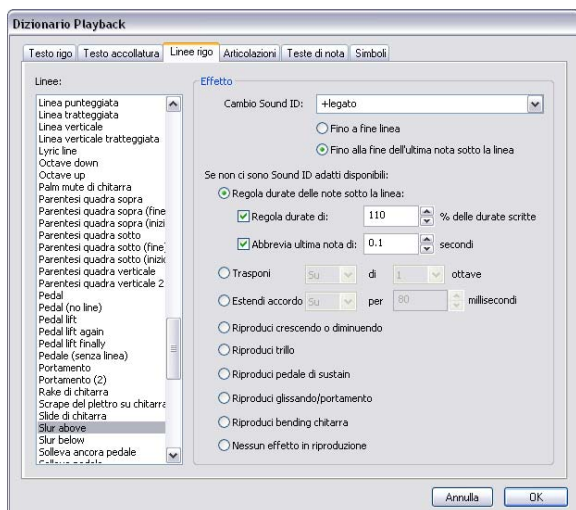 Dizionario Playback
Testo rigo
Testo accollatura
Linee rigo
Articolazioni
Teste di nota
Simboli
Linee:
Linea punteggiata
Linea tratteggiata
Linea verticale
Linea verticale tratteggiata
Lyric line
Octave down
Octave up
Palm mute di chitarra
Parentesi quadra sopra
Parentesi quadra sopra (fine
Parentesi quadra sopra (inizi
Parentesi quadra sotto
Parentesi quadra sotto (fine)
Parentesi quadra sotto (inizio
Parentesi quadra verticale
Parentesi quadra verticale 2
Pedal
Pedal (no line)
Pedal lift
Pedal lift again
Pedal lift finally
Pedale (senza linea)
Portamento
Portamento (2)
Rake di chitarra
Scrape del plettro su chitarra
Slide di chitarra
Slur above
Slur below
Solleva ancora pedale
Effetto
Cambio Sound ID: +legato
Fino a fine linea
Fino alla fine dell'ultima nota sotto la linea
Se non ci sono Sound ID adatti disponibili:
Regola durate delle note sotto la linea:
Regola durate di: 110 % delle durate scritte
Abbrevia ultima nota di: 0.1 secondi
Trasponi Su di 1 ottave
Estendi accordo Su per 80 millisecondi
Riproduci crescendo o diminuendo
Riproduci trillo
Riproduci pedale di sustain
Riproduci glissando/portamento
Riproduci bending chitarra
Nessun effetto in riproduzione
Annulla
OK